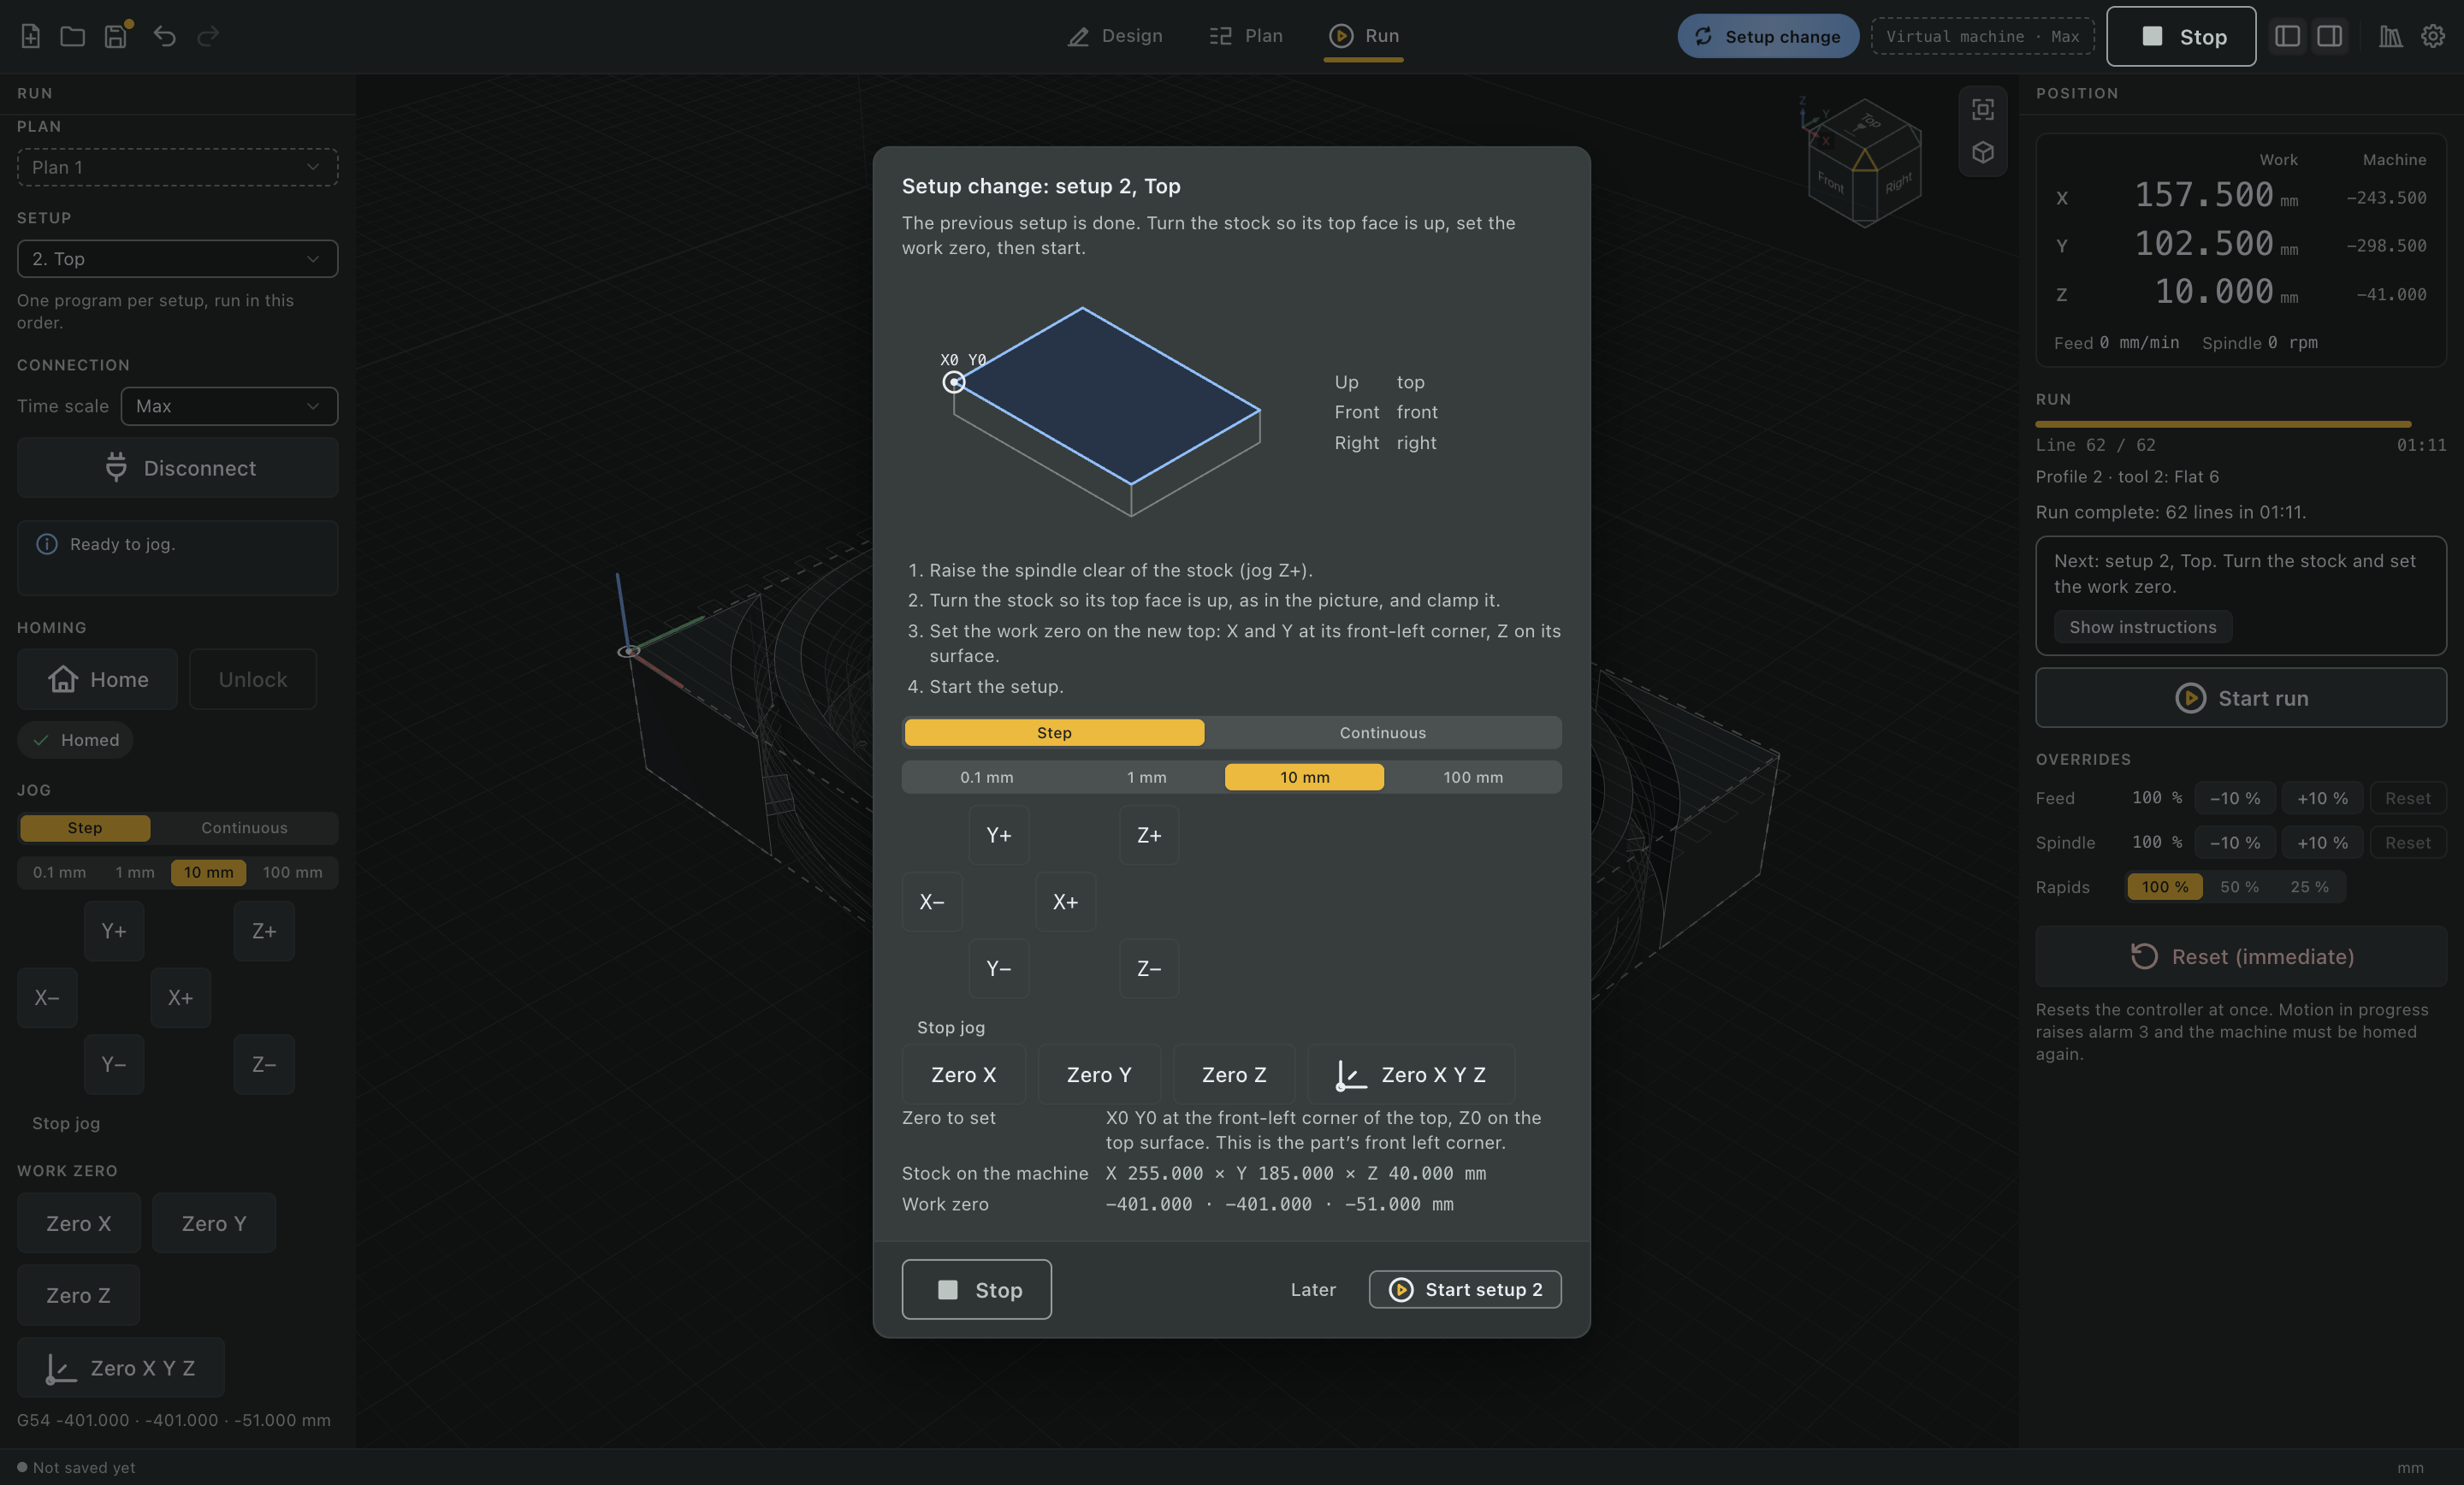 Design
Plan
Run
Setup change
Virtual machine · Max
Stop
RUN
PLAN
Plan 1
SETUP
2. Top
One program per setup, run in this
order.
CONNECTION
Time scale
Max
Disconnect
Ready to jog.
HOMING
Home
Unlock
Homed
JOG
Step
Continuous
0.1 mm
1 mm
10 mm
100 mm
Y+
Z+
X−
X+
Y−
Z−
Stop jog
WORK ZERO
Zero X
Zero Y
Zero Z
Zero X Y Z
G54 -401.000 · -401.000 · -51.000 mm
Not saved yet
Z
Y
X
Top
Front
Right
Setup change: setup 2, Top
The previous setup is done. Turn the stock so its top face is up, set the
work zero, then start.
X0 Y0
Up top
Front front
Right right
1. Raise the spindle clear of the stock (jog Z+).
2. Turn the stock so its top face is up, as in the picture, and clamp it.
3. Set the work zero on the new top: X and Y at its front-left corner, Z on its
surface.
4. Start the setup.
Step
Continuous
0.1 mm
1 mm
10 mm
100 mm
Y+
Z+
X−
X+
Y−
Z−
Stop jog
Zero X
Zero Y
Zero Z
Zero X Y Z
Zero to set X0 Y0 at the front-left corner of the top, Z0 on the
top surface. This is the part’s front left corner.
Stock on the machine X 255.000 × Y 185.000 × Z 40.000 mm
Work zero −401.000 · −401.000 · −51.000 mm
Stop
Later
Start setup 2
POSITION
Work Machine
X 157.500 mm −243.500
Y 102.500 mm −298.500
Z 10.000 mm −41.000
Feed 0 mm/min Spindle 0 rpm
RUN
Line 62 / 62 01:11
Profile 2 · tool 2: Flat 6
Run complete: 62 lines in 01:11.
Next: setup 2, Top. Turn the stock and set
the work zero.
Show instructions
Start run
OVERRIDES
Feed 100 % −10 % +10 % Reset
Spindle 100 % −10 % +10 % Reset
Rapids 100 % 50 % 25 %
Reset (immediate)
Resets the controller at once. Motion in progress
raises alarm 3 and the machine must be homed
again.
mm